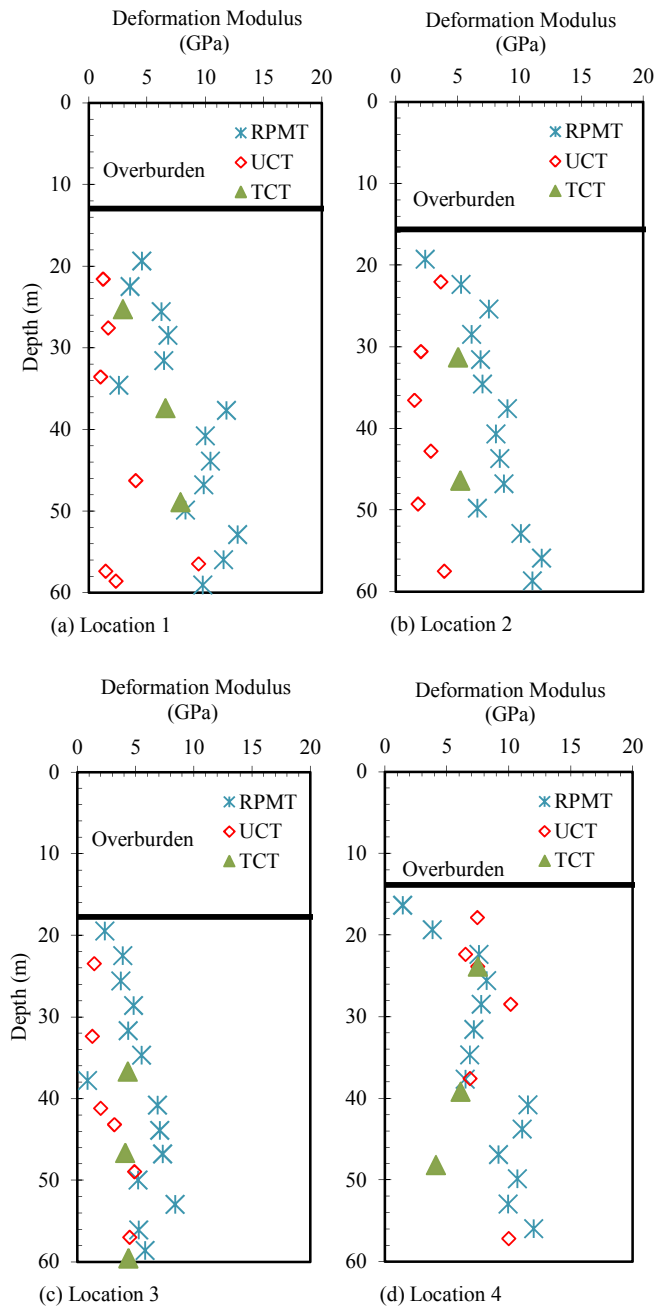 Deformation Modulus
(GPa)
0 5 10 15 20
0
10
20
30
40
50
60
Depth (m)
RPMT
UCT
TCT
Overburden
(a) Location 1
Deformation Modulus
(GPa)
0 5 10 15 20
0
10
20
30
40
50
60
RPMT
UCT
TCT
Overburden
(b) Location 2
Deformation Modulus
(GPa)
0 5 10 15 20
0
10
20
30
40
50
60
Depth (m)
RPMT
UCT
TCT
Overburden
(c) Location 3
Deformation Modulus
(GPa)
0 5 10 15 20
0
10
20
30
40
50
60
RPMT
UCT
TCT
Overburden
(d) Location 4